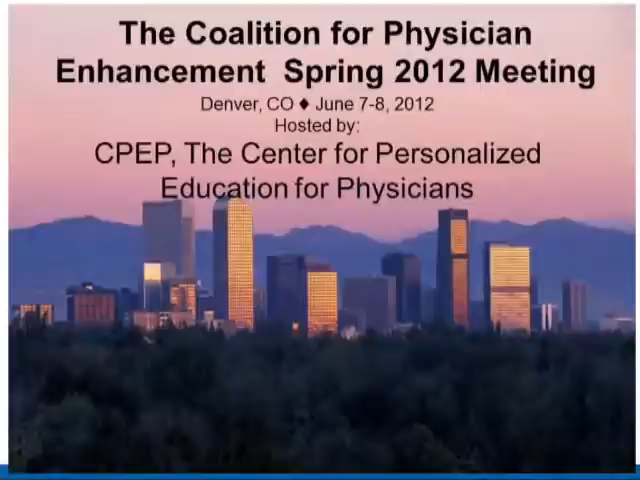 The Coalition for Physician
Enhancement  Spring 2012 Meeting
Denver, CO ♦ June 7-8, 2012
Hosted by:
CPEP, The Center for Personalized
Education for Physicians